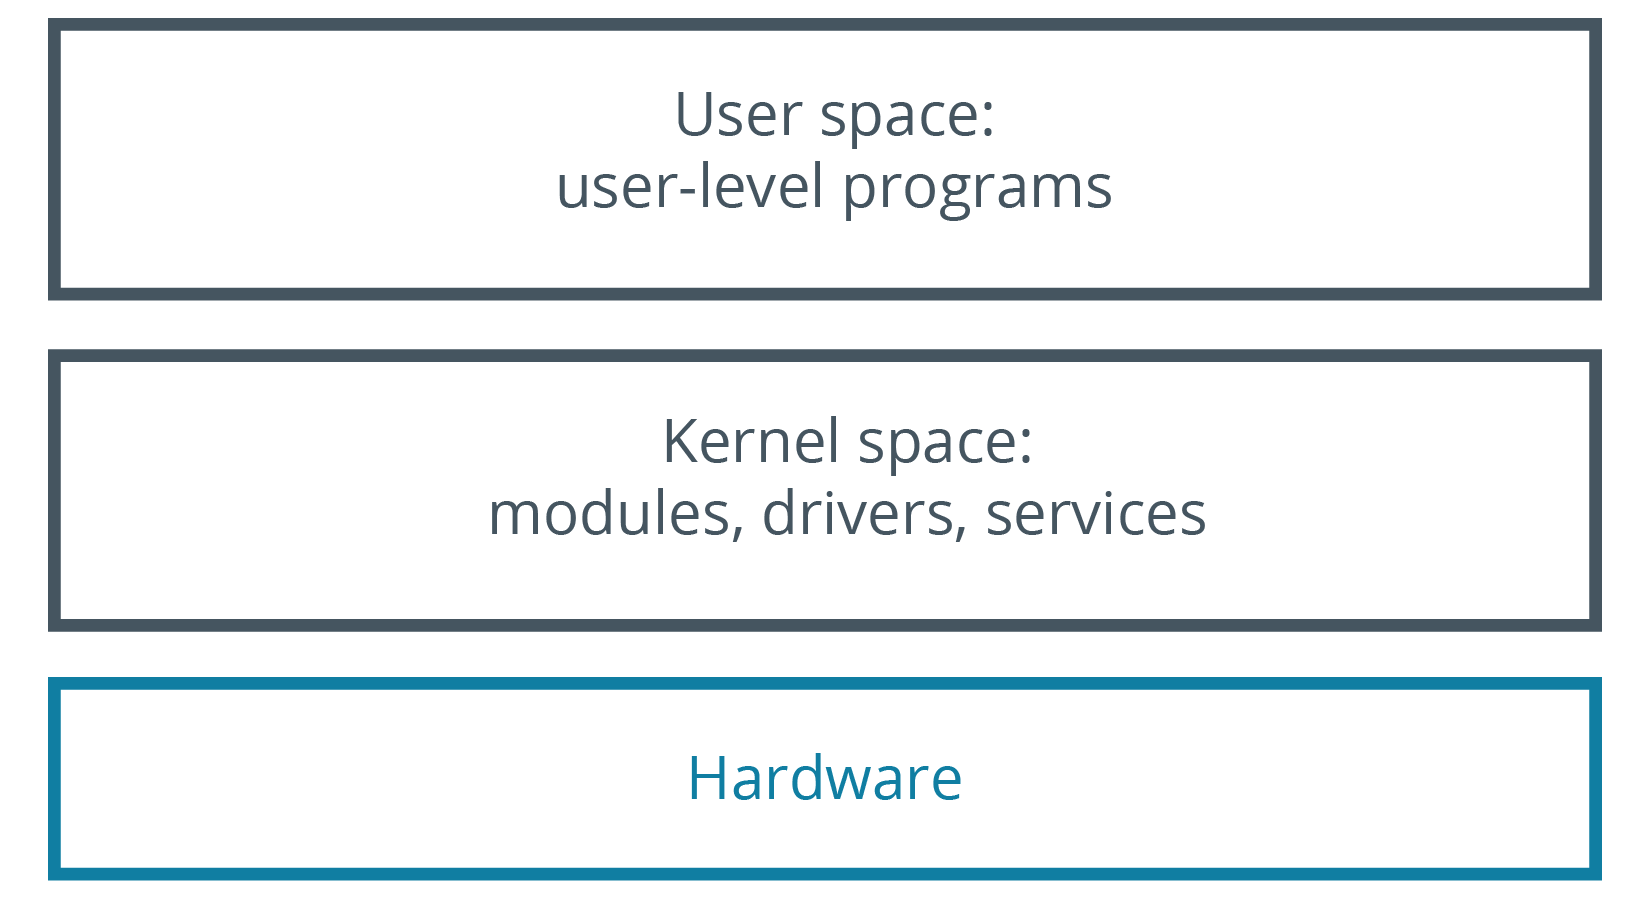 User space:
user-level programs
Kernel space:
modules, drivers, services
Hardware